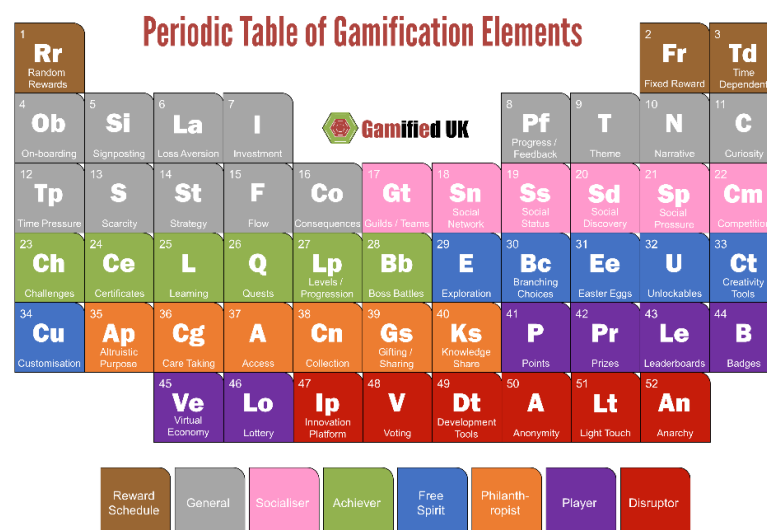 Periodic Table of Gamification Elements
1
Rr
Random
Rewards
2
Fr
Fixed Reward
3
Td
Time
Dependent
4
Ob
On-boarding
5
Si
Signposting
6
La
Loss Aversion
7
I
Investment
Gamified UK
8
Pf
Progress /
Feedback
9
T
Theme
10
N
Narrative
11
C
Curiosity
12
Tp
Time Pressure
13
S
Scarcity
14
St
Strategy
15
F
Flow
16
Co
Consequences
17
Gt
Guilds / Teams
18
Sn
Social
Network
19
Ss
Social
Status
20
Sd
Social
Discovery
21
Sp
Social
Pressure
22
Cm
Competition
23
Ch
Challenges
24
Ce
Certificates
25
L
Learning
26
Q
Quests
27
Lp
Levels /
Progression
28
Bb
Boss Battles
29
E
Exploration
30
Bc
Branching
Choices
31
Ee
Easter Eggs
32
U
Unlockables
33
Ct
Creativity
Tools
34
Cu
Customisation
35
Ap
Altruistic
Purpose
36
Cg
Care Taking
37
A
Access
38
Cn
Collection
39
Gs
Gifting /
Sharing
40
Ks
Knowledge
Share
41
P
Points
42
Pr
Prizes
43
Le
Leaderboards
44
B
Badges
45
Ve
Virtual
Economy
46
Lo
Lottery
47
Ip
Innovation
Platform
48
V
Voting
49
Dt
Development
Tools
50
A
Anonymity
51
Lt
Light Touch
52
An
Anarchy
Reward
Schedule
General
Socialiser
Achiever
Free
Spirit
Philanth-
ropist
Player
Disruptor